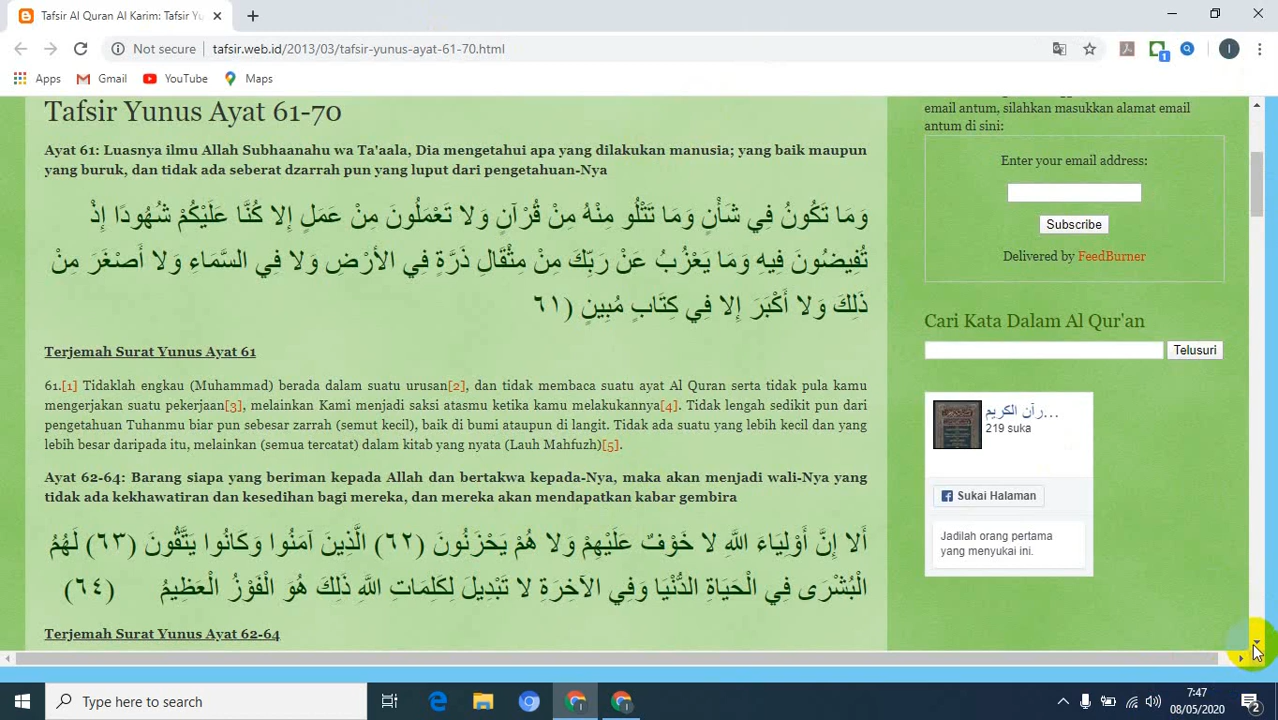 Tafsir Al Quran Al Karim: Tafsir Yu
Not secure
tafsir.web.id/2013/03/tafsir-yunus-ayat-61-70.html
1
I
Apps
Gmail
YouTube
Maps
Tafsir Yunus Ayat 61-70
Ayat 61: Luasnya ilmu Allah Subhaanahu wa Ta'aala, Dia mengetahui apa yang dilakukan manusia; yang baik maupun
yang buruk, dan tidak ada seberat dzarrah pun yang luput dari pengetahuan-Nya
وَمَا تَكُونُ فِي شَأْنٍ وَمَا تَتْلُو مِنْهُ مِنْ قُرْآنٍ وَلا تَعْمَلُونَ مِنْ عَمَلٍ إِلا كُنَّا عَلَيْكُمْ شُهُودًا إِذْ
تُفِيضُونَ فِيهِ وَمَا يَعْزُبُ عَنْ رَبِّكَ مِنْ مِثْقَالِ ذَرَّةٍ فِي الأرْضِ وَلا فِي السَّمَاءِ وَلا أَصْغَرَ مِنْ
ذَلِكَ وَلا أَكْبَرَ إِلا فِي كِتَابٍ مُبِينٍ (٦١
Terjemah Surat Yunus Ayat 61
61.[1] Tidaklah engkau (Muhammad) berada dalam suatu urusan[2], dan tidak membaca suatu ayat Al Quran serta tidak pula kamu
mengerjakan suatu pekerjaan[3], melainkan Kami menjadi saksi atasmu ketika kamu melakukannya[4]. Tidak lengah sedikit pun dari
pengetahuan Tuhanmu biar pun sebesar zarrah (semut kecil), baik di bumi ataupun di langit. Tidak ada suatu yang lebih kecil dan yang
lebih besar daripada itu, melainkan (semua tercatat) dalam kitab yang nyata (Lauh Mahfuzh)[5].
Ayat 62-64: Barang siapa yang beriman kepada Allah dan bertakwa kepada-Nya, maka akan menjadi wali-Nya yang
tidak ada kekhawatiran dan kesedihan bagi mereka, dan mereka akan mendapatkan kabar gembira
أَلا إِنَّ أَوْلِيَاءَ اللَّهِ لا خَوْفٌ عَلَيْهِمْ وَلا هُمْ يَحْزَنُونَ (٦٢) الَّذِينَ آمَنُوا وَكَانُوا يَتَّقُونَ (٦٣) لَهُمُ
الْبُشْرَى فِي الْحَيَاةِ الدُّنْيَا وَفِي الآخِرَةِ لا تَبْدِيلَ لِكَلِمَاتِ اللَّهِ ذَلِكَ هُوَ الْفَوْزُ الْعَظِيمُ (٦٤)
Terjemah Surat Yunus Ayat 62-64
email antum, silahkan masukkan alamat email
antum di sini:
Enter your email address:
Subscribe
Delivered by FeedBurner
Cari Kata Dalam Al Qur'an
Telusuri
رآن الكريم...
219 suka
Sukai Halaman
Jadilah orang pertama
yang menyukai ini.
Type here to search
7:47
08/05/2020
2